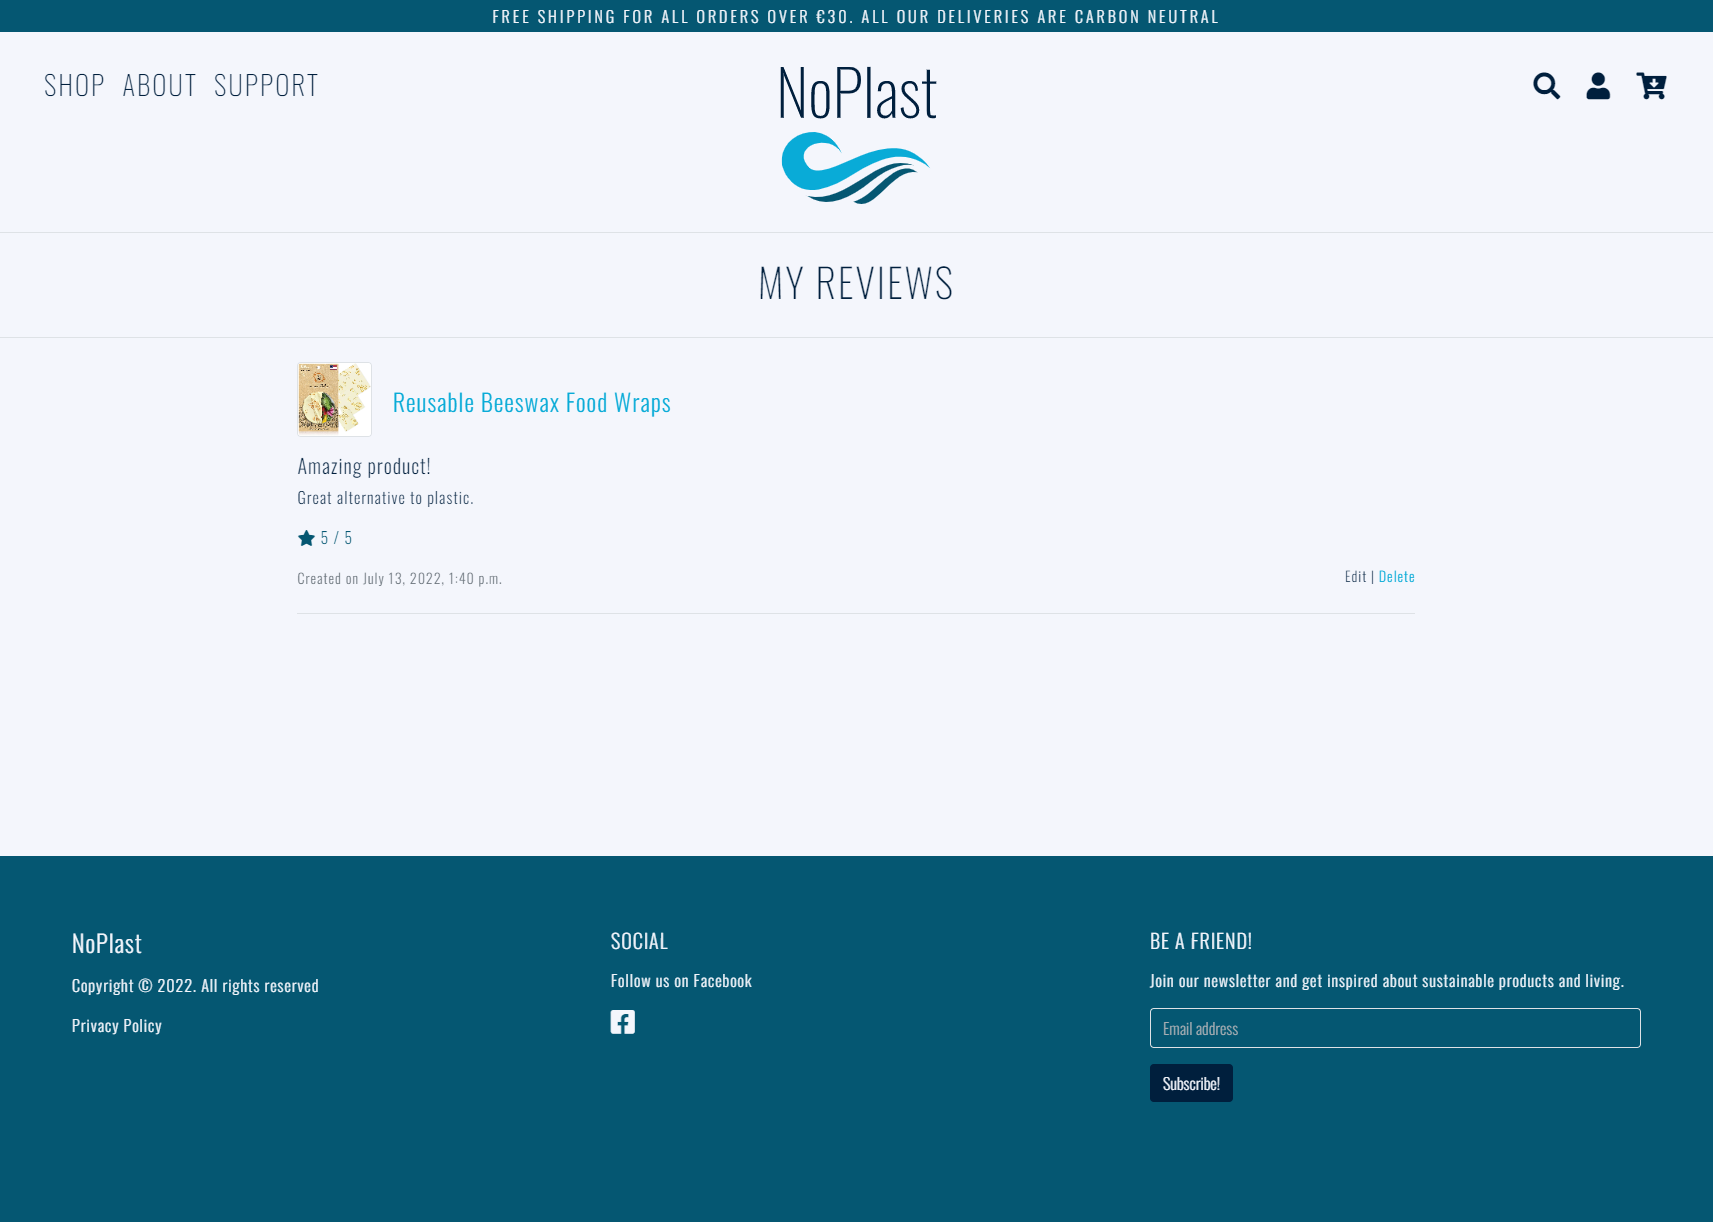 FREE SHIPPING FOR ALL ORDERS OVER €30. ALL OUR DELIVERIES ARE CARBON NEUTRAL
SHOP ABOUT SUPPORT
NoPlast
MY REVIEWS
Reusable Beeswax Food Wraps
Amazing product!
Great alternative to plastic.
5 / 5
Created on July 13, 2022, 1:40 p.m.
Edit | Delete
NoPlast
Copyright © 2022. All rights reserved
Privacy Policy
SOCIAL
Follow us on Facebook
BE A FRIEND!
Join our newsletter and get inspired about sustainable products and living.
Email address
Subscribe!